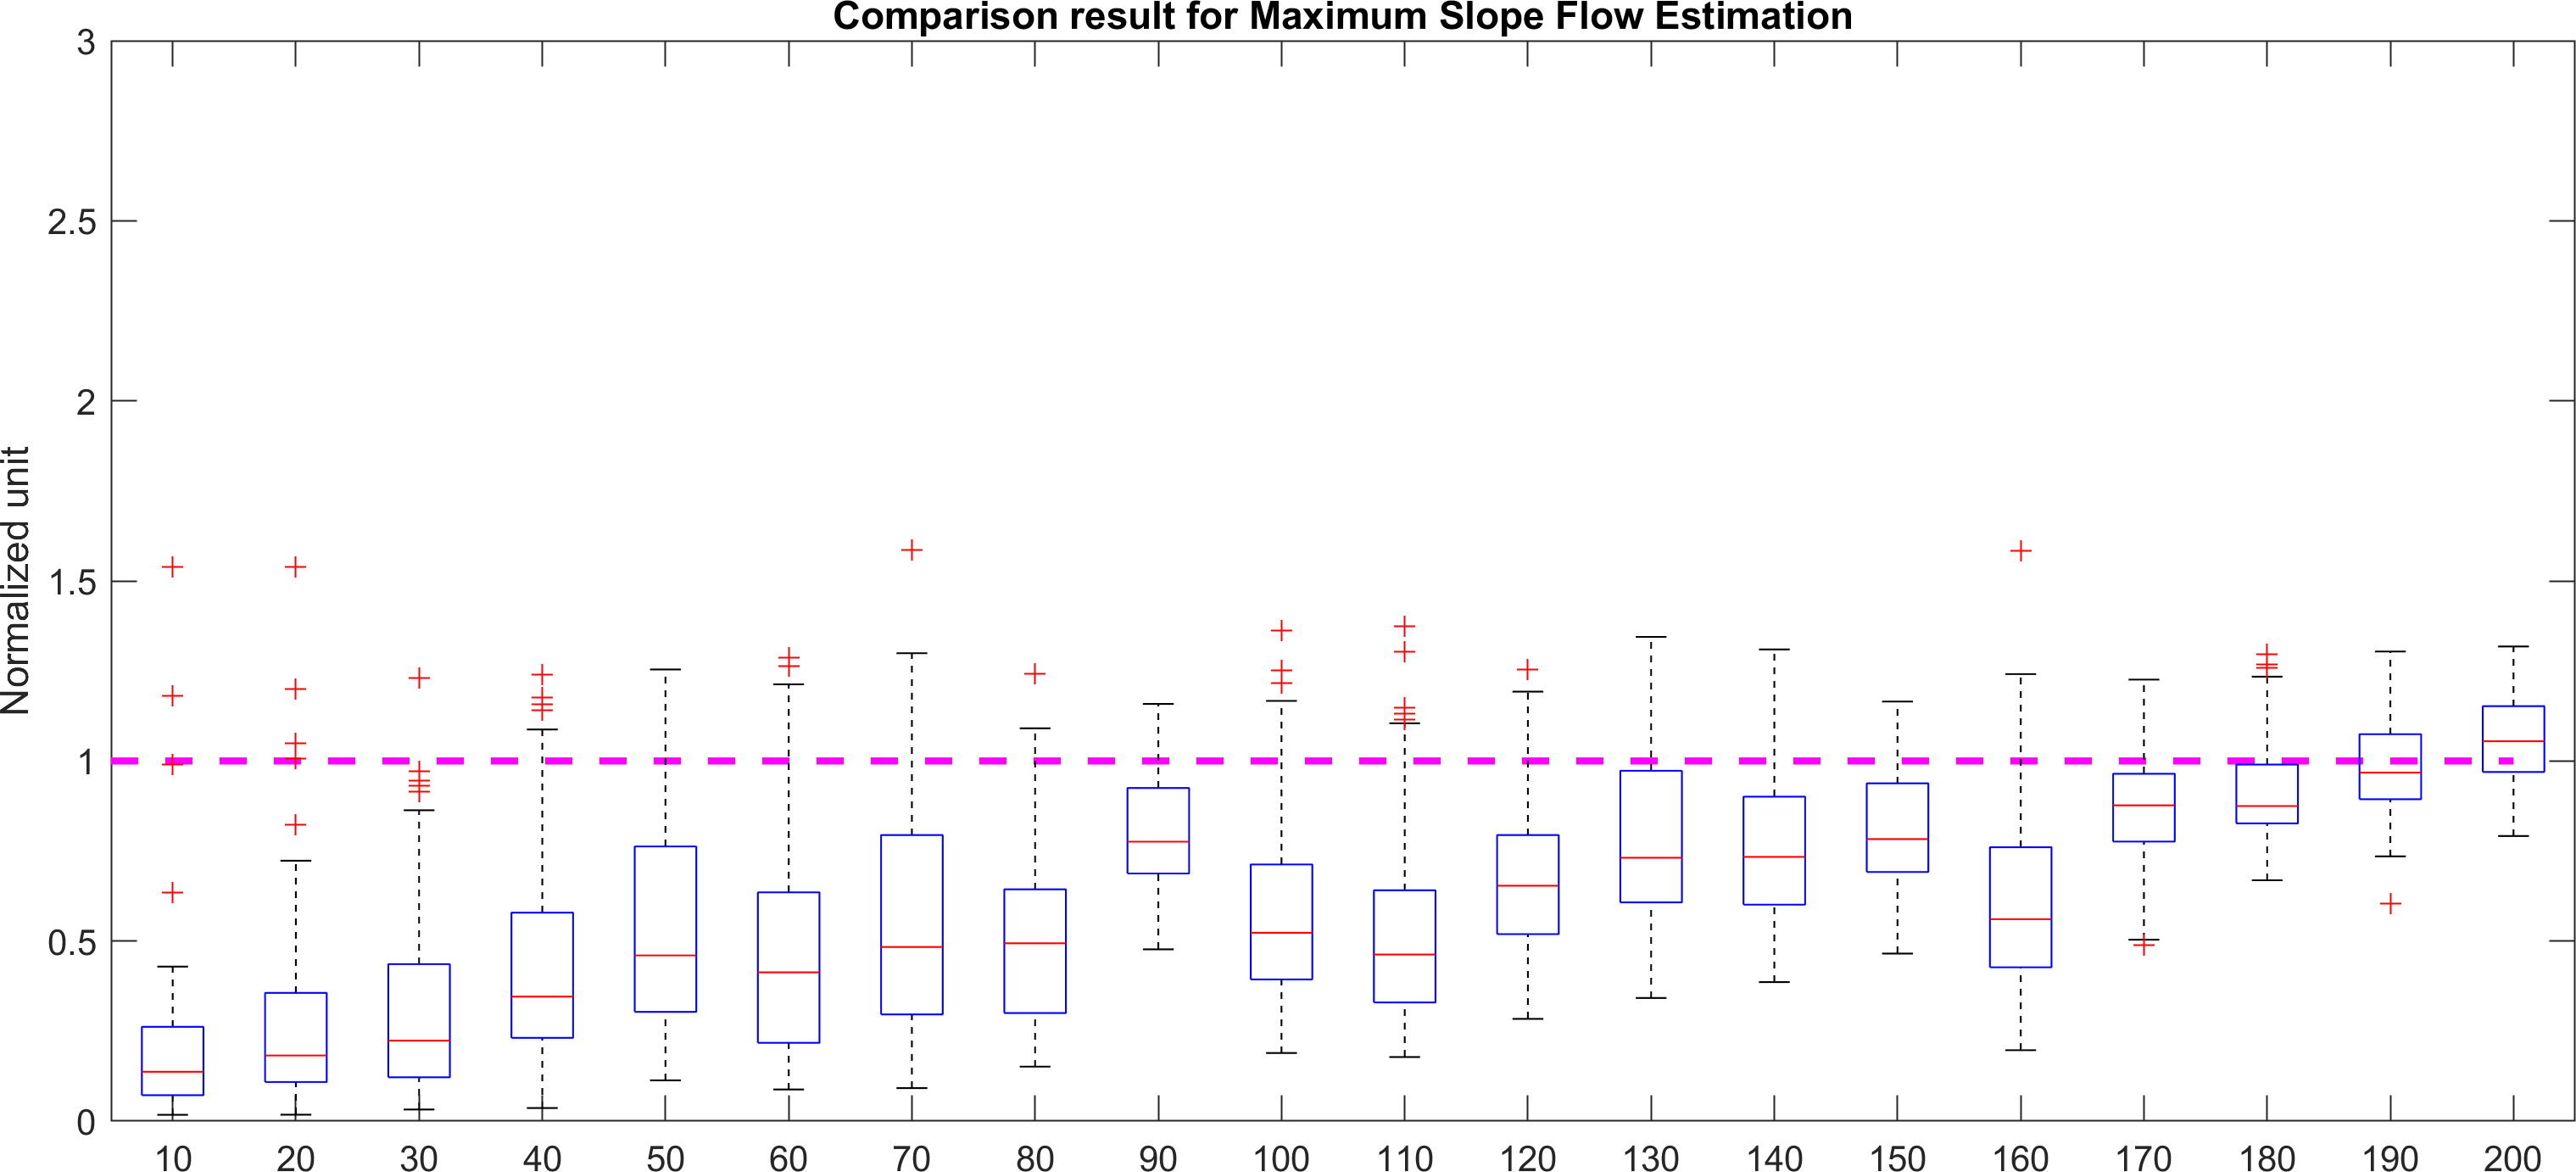 Comparison result for Maximum Slope Flow Estimation
Normalized unit
3
2.5
2
1.5
1
0.5
0
10 20 30 40 50 60 70 80 90 100 110 120 130 140 150 160 170 180 190 200